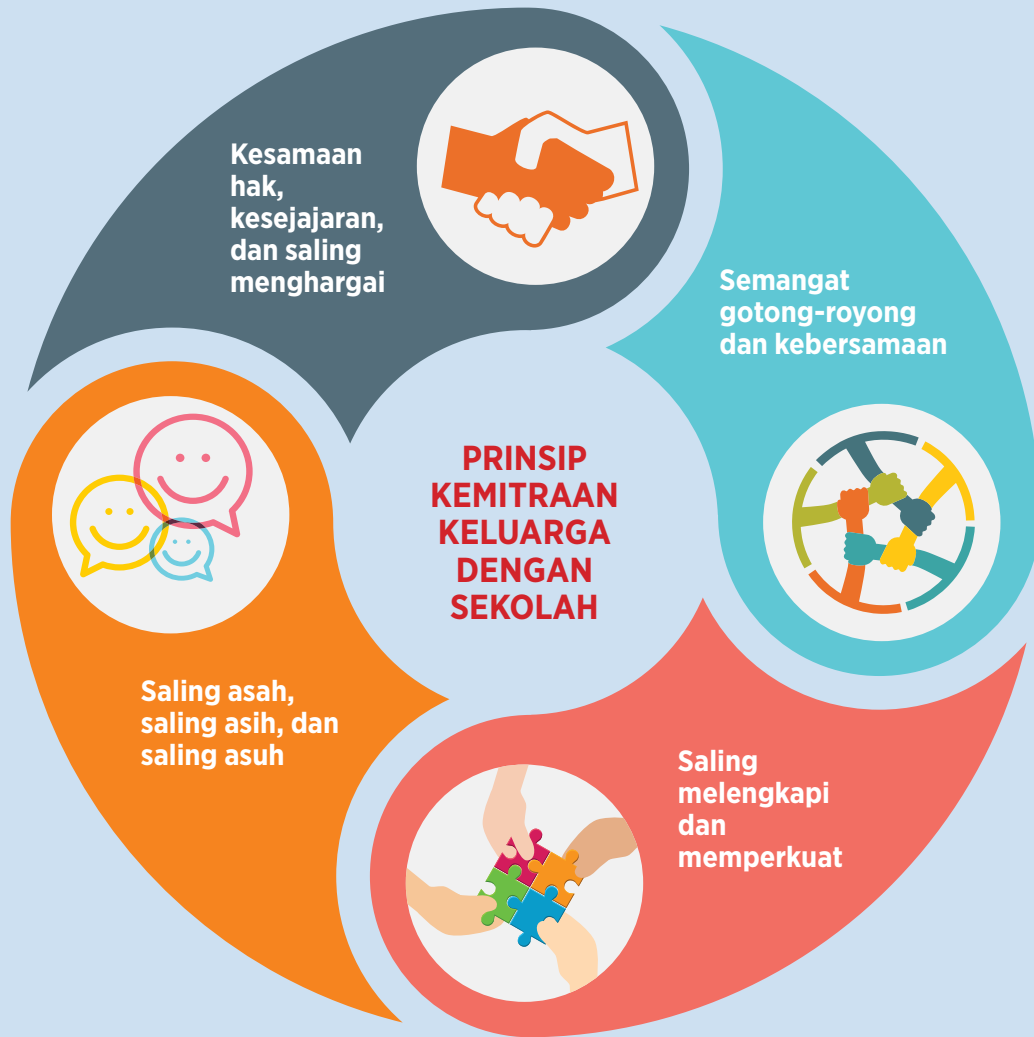 Kesamaan
hak,
kesejajaran,
dan saling
menghargai
Semangat
gotong-royong
dan kebersamaan
PRINSIP
KEMITRAAN
KELUARGA
DENGAN
SEKOLAH
Saling asah,
saling asih, dan
saling asuh
Saling
melengkapi
dan
memperkuat